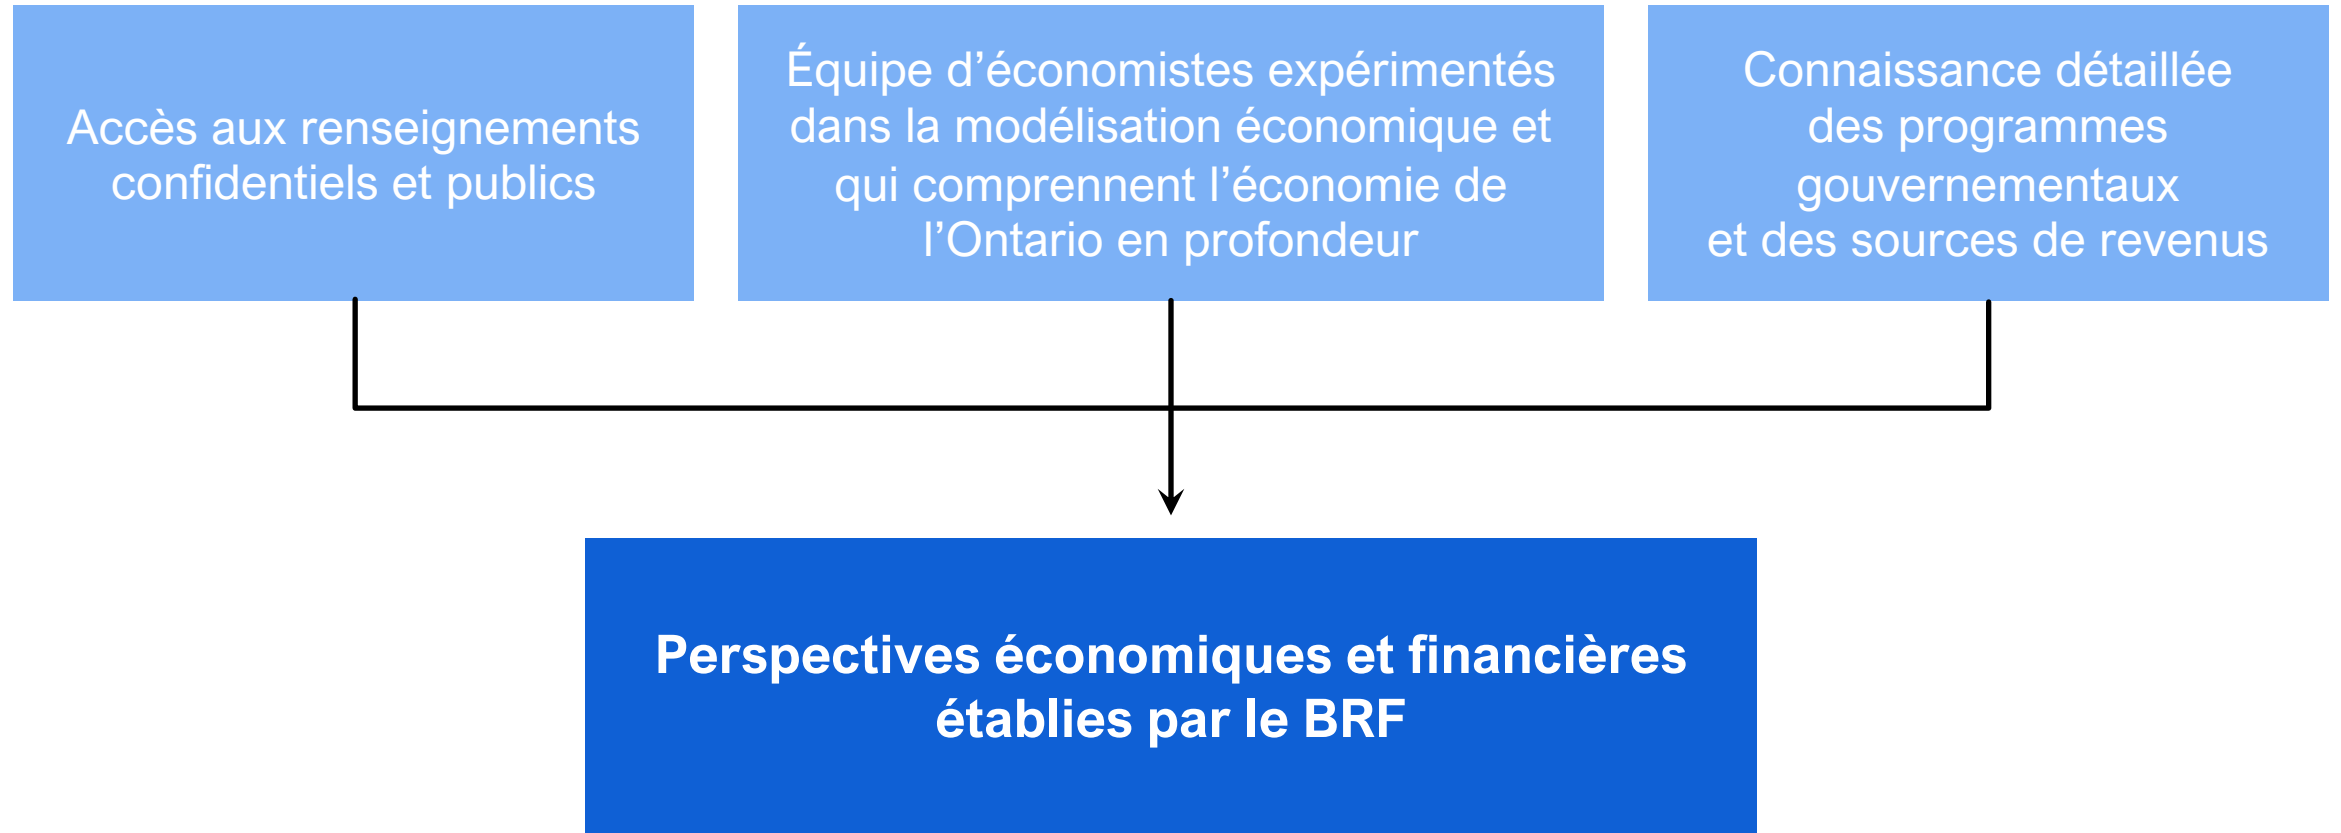 Accès aux renseignements
confidentiels et publics
Équipe d’économistes expérimentés
dans la modélisation économique et
qui comprennent l’économie de
l’Ontario en profondeur
Connaissance détaillée
des programmes
gouvernementaux
et des sources de revenus
Perspectives économiques et financières
établies par le BRF